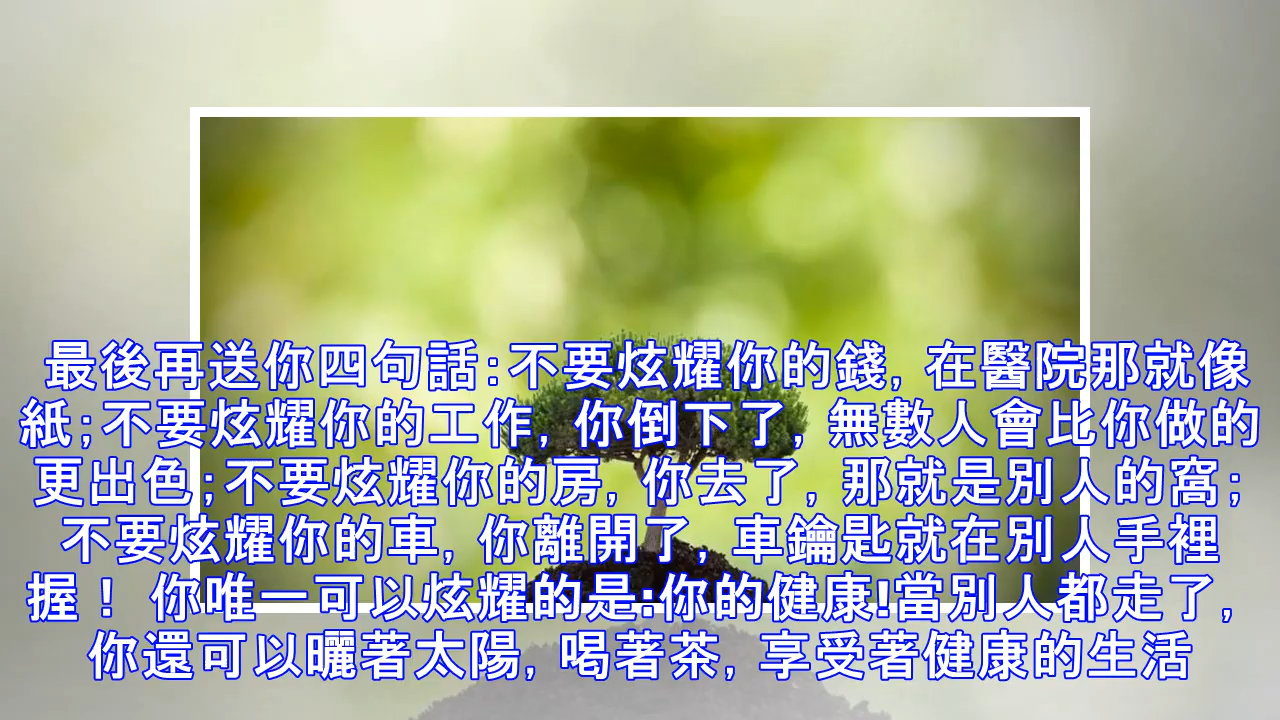 最後再送你四句話:不要炫耀你的錢,在醫院那就像
紙;不要炫耀你的工作,你倒下了,無數人會比你做的
更出色;不要炫耀你的房,你去了,那就是別人的窩;
不要炫耀你的車,你離開了,車鑰匙就在別人手裡
握! 你唯一可以炫耀的是:你的健康!當別人都走了,
你還可以曬著太陽,喝著茶,享受著健康的生活